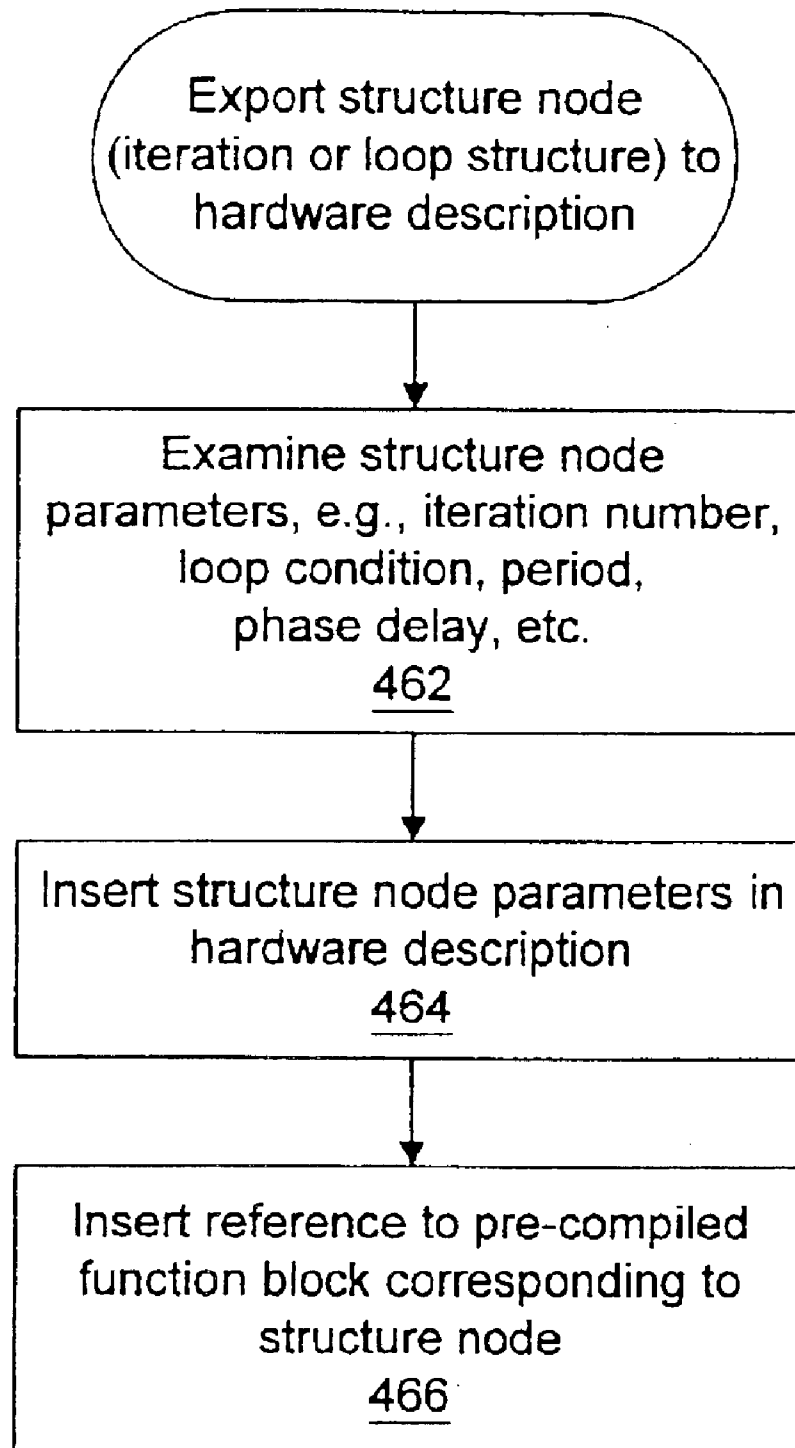 Export structure node
(iteration or loop structure) to
hardware description
Examine structure node
parameters, e.g., iteration number,
loop condition, period,
phase delay, etc.
462
Insert structure node parameters in
hardware description
464
Insert reference to pre-compiled
function block corresponding to
structure node
466